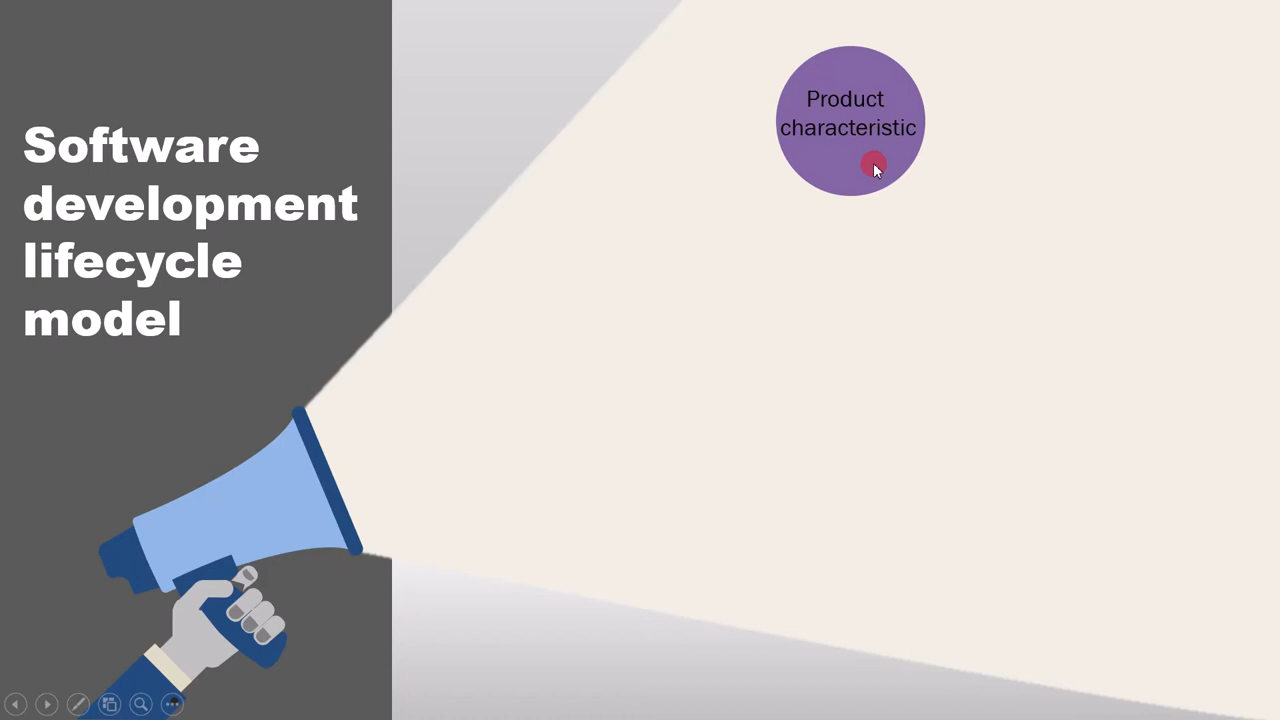 Software
development
lifecycle
model
Product
characteristic